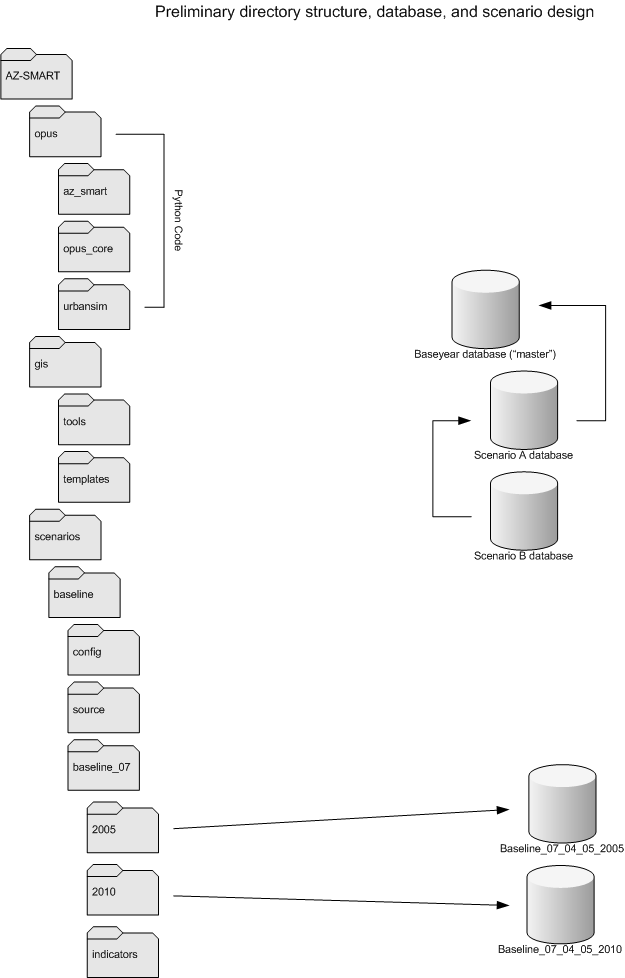 Preliminary directory structure, database, and scenario design
AZ-SMART
opus
az_smart
opus_core
urbansim
Python Code
gis
tools
templates
scenarios
baseline
config
source
baseline_07
2005
2010
indicators
Baseyear database ("master")
Scenario A database
Scenario B database
Baseline_07_04_05_2005
Baseline_07_04_05_2010